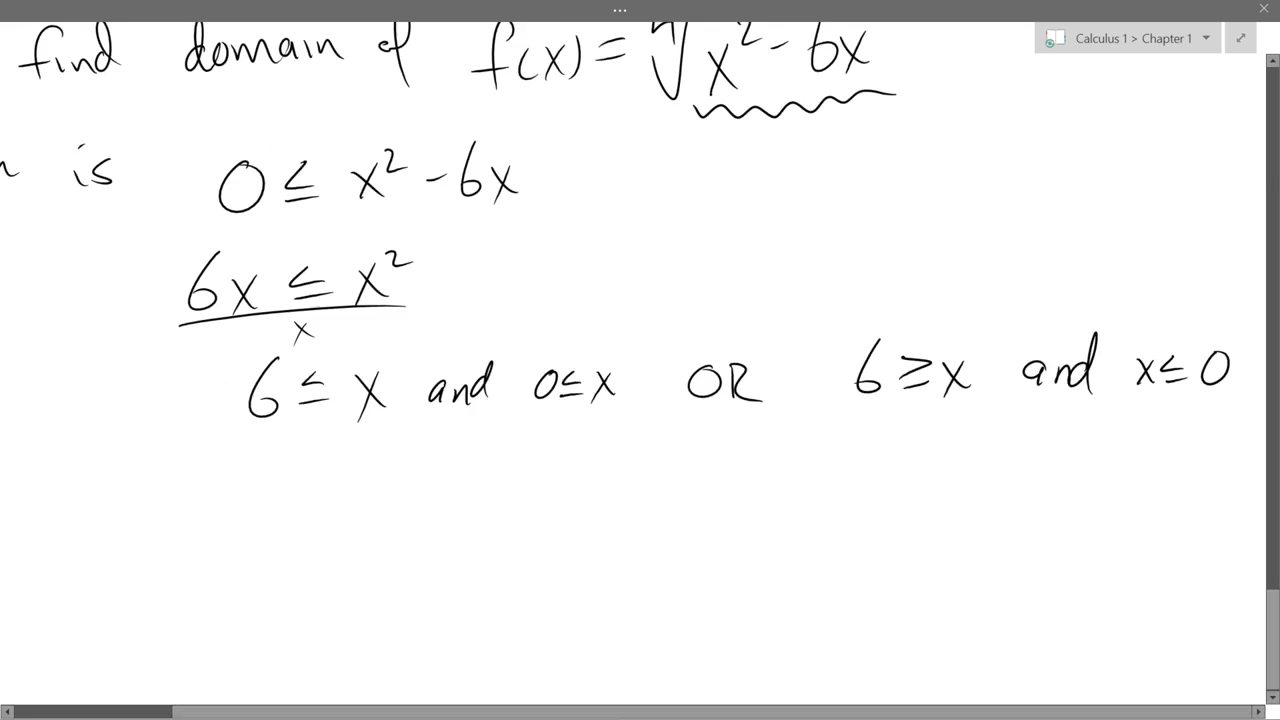 ...
Calculus 1 > Chapter 1
find domain of f(x) = ∜(x² - 6x)
is 0 ≤ x² - 6x
6x ≤ x²
x
6 ≤ x and 0 ≤ x OR 6 ≥ x and x ≤ 0